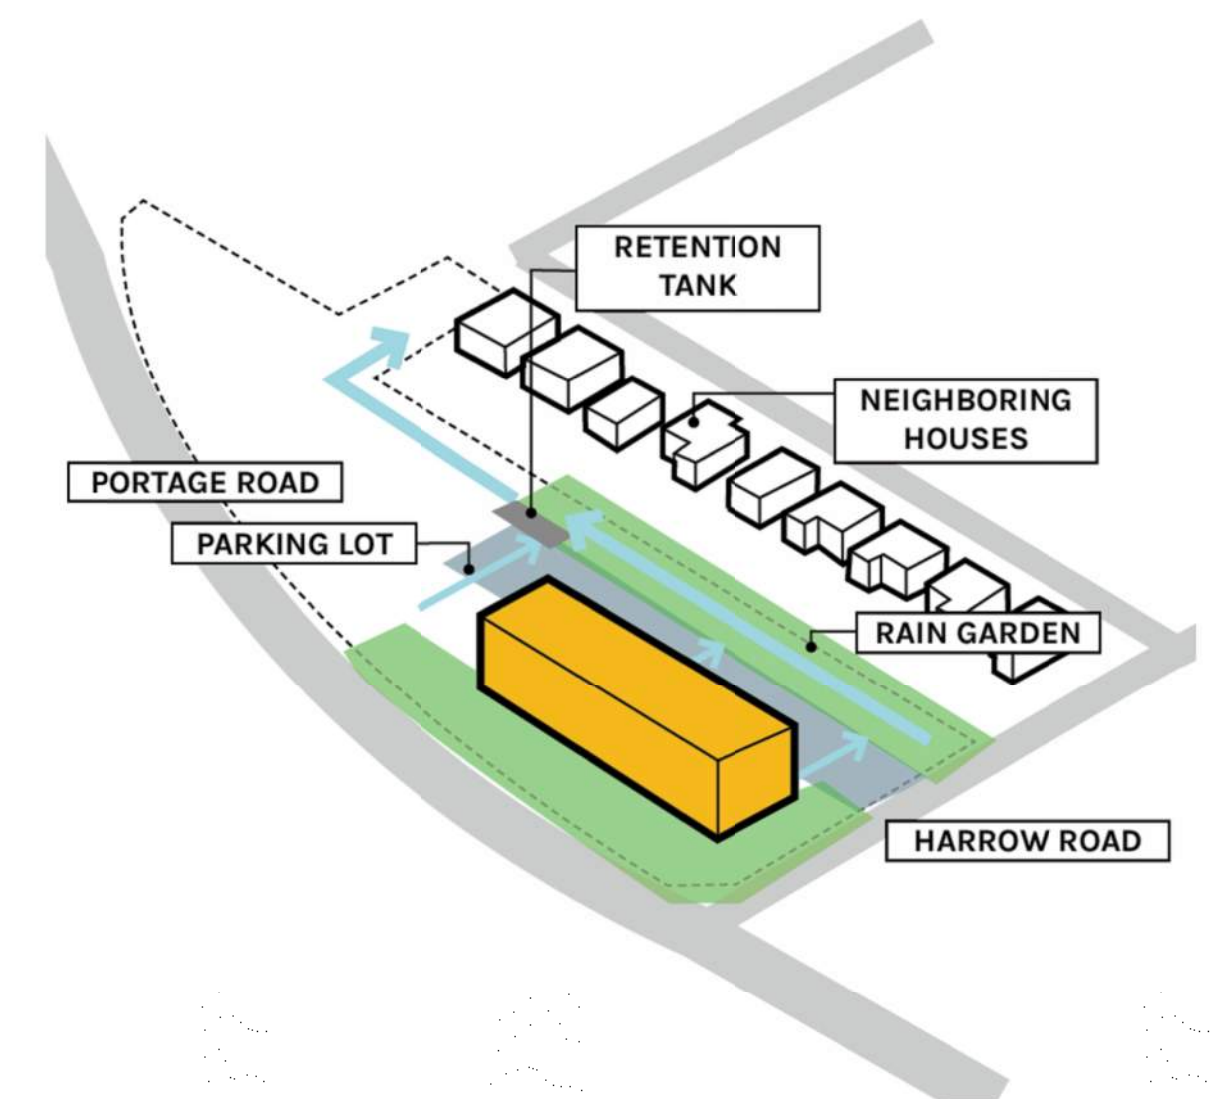 RETENTION
TANK
NEIGHBORING
HOUSES
PORTAGE ROAD
PARKING LOT
RAIN GARDEN
HARROW ROAD